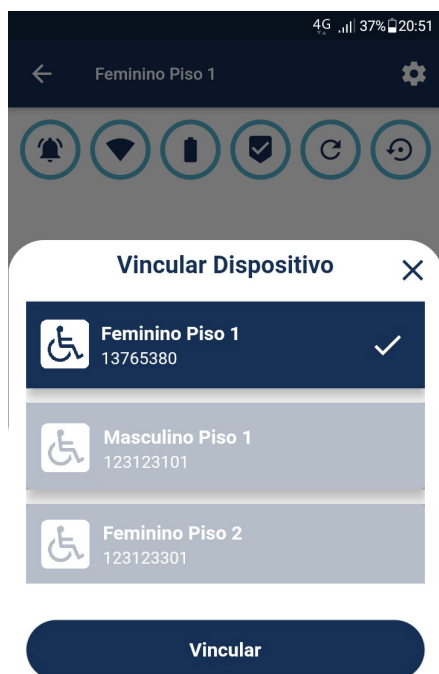 4G 37% 20:51
Feminino Piso 1
Vincular Dispositivo
Feminino Piso 1
13765380
Masculino Piso 1
123123101
Feminino Piso 2
123123301
Vincular